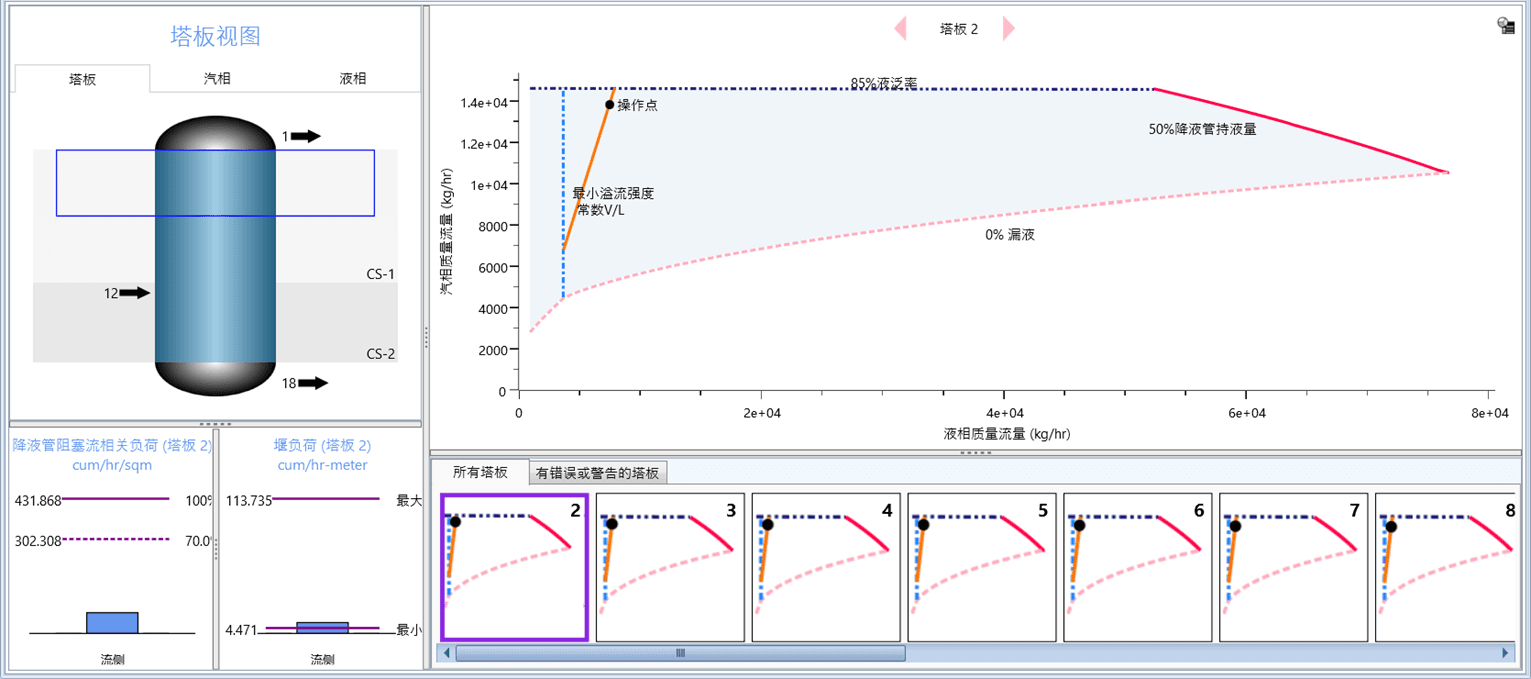 塔板视图
塔板
汽相
液相
1
12
CS-1
CS-2
18
降液管阻塞流相关负荷 (塔板 2)
cum/hr/sqm
431.868
100%
302.308
70.0%
流侧
堰负荷 (塔板 2)
cum/hr-meter
113.735
最大
4.471
最小
流侧
塔板 2
85%液泛率
操作点
50%降液管持液量
最小溢流强度
常数V/L
0% 漏液
汽相质量流量 (kg/hr)
1.4e+04
1.2e+04
1e+04
8000
6000
4000
2000
0
0
2e+04
4e+04
6e+04
8e+04
液相质量流量 (kg/hr)
所有塔板
有错误或警告的塔板
2
3
4
5
6
7
8